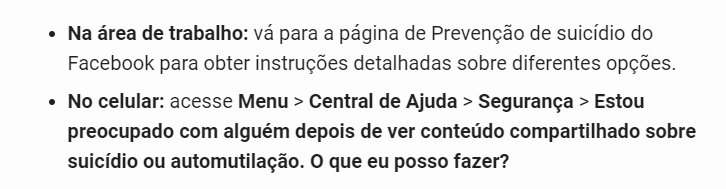 • Na área de trabalho: vá para a página de Prevenção de suicídio do
Facebook para obter instruções detalhadas sobre diferentes opções.
• No celular: acesse Menu > Central de Ajuda > Segurança > Estou
preocupado com alguém depois de ver conteúdo compartilhado sobre
suicídio ou automutilação. O que eu posso fazer?